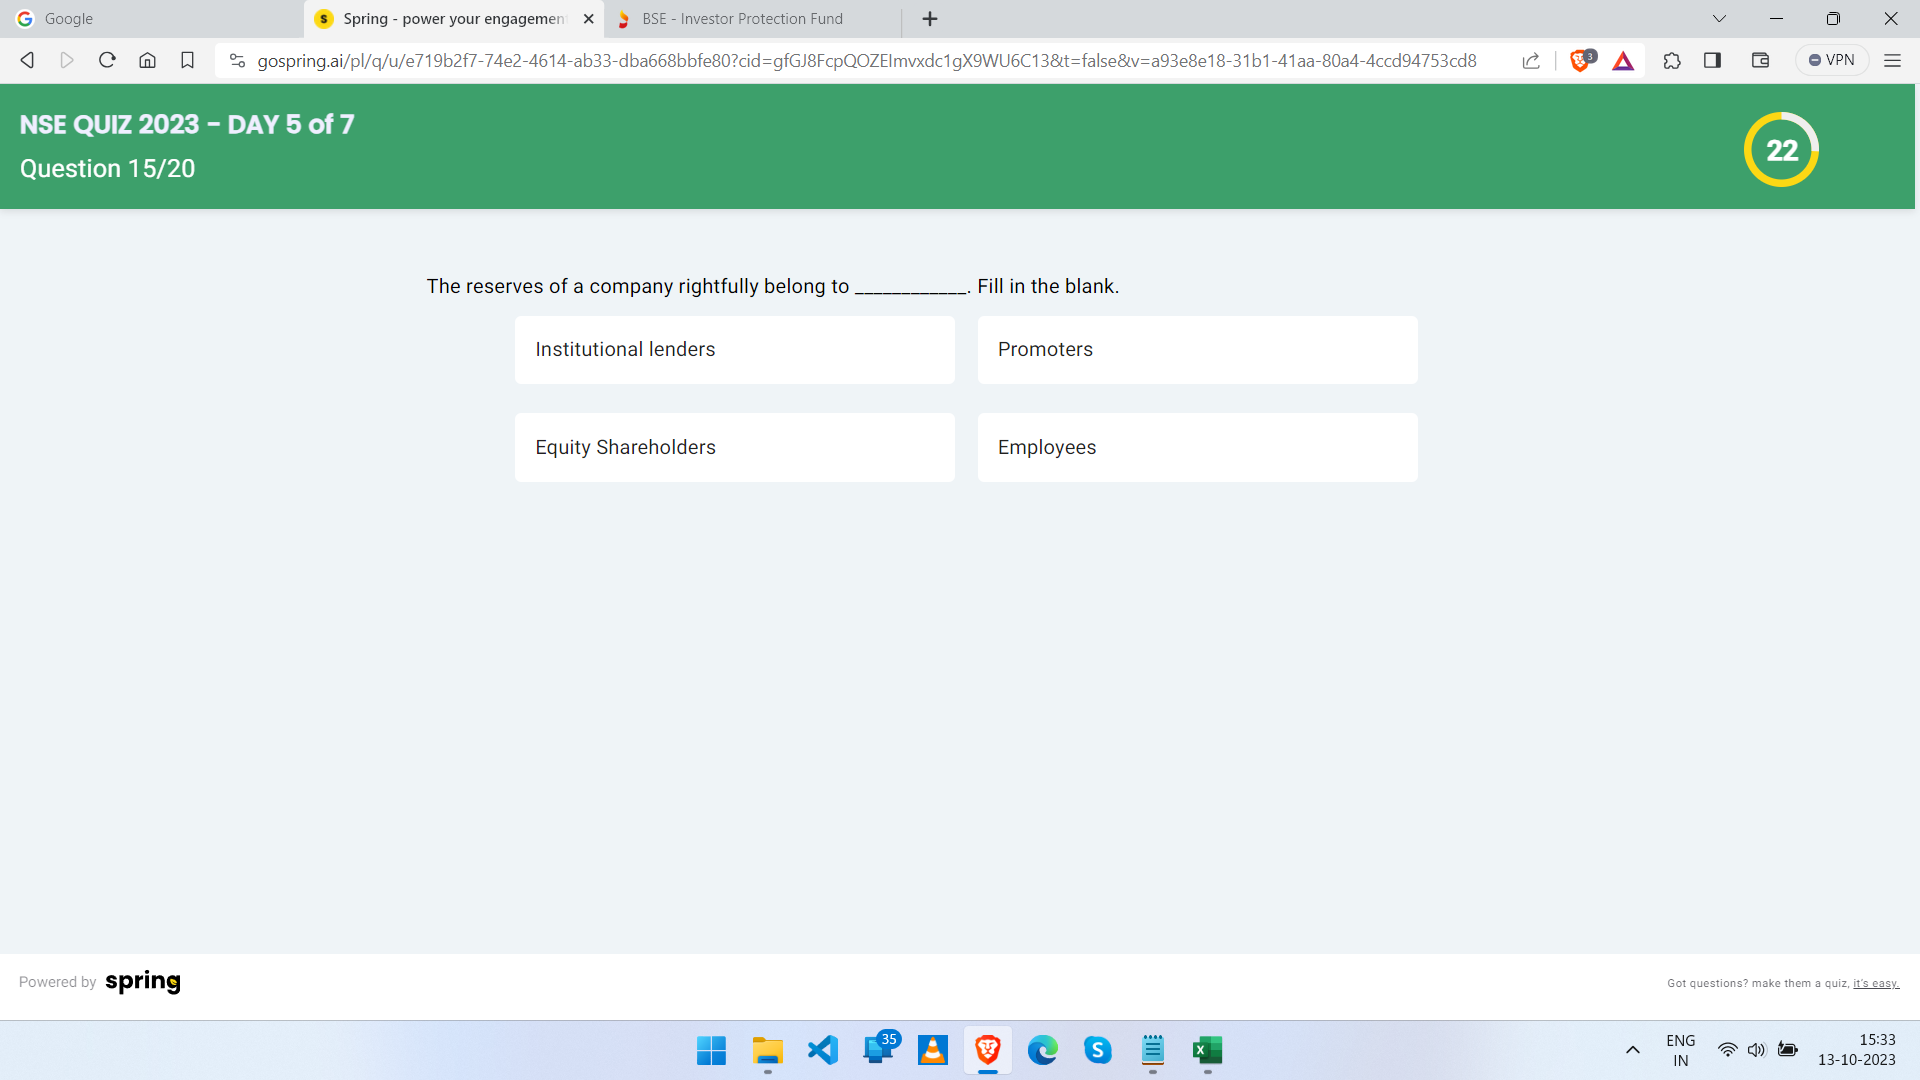 Google
Spring - power your engagement
BSE - Investor Protection Fund
gospring.ai/pl/q/u/e719b2f7-74e2-4614-ab33-dba668bbfe80?cid=gfGJ8FcpQOZEImvxdc1gX9WU6C13&t=false&v=a93e8e18-31b1-41aa-80a4-4ccd94753cd8
3
VPN
NSE QUIZ 2023 - DAY 5 of 7
Question 15/20
22
The reserves of a company rightfully belong to ____________. Fill in the blank.
Institutional lenders
Promoters
Equity Shareholders
Employees
Powered by spring
Got questions? make them a quiz, it's easy.
35
ENG
IN
15:33
13-10-2023